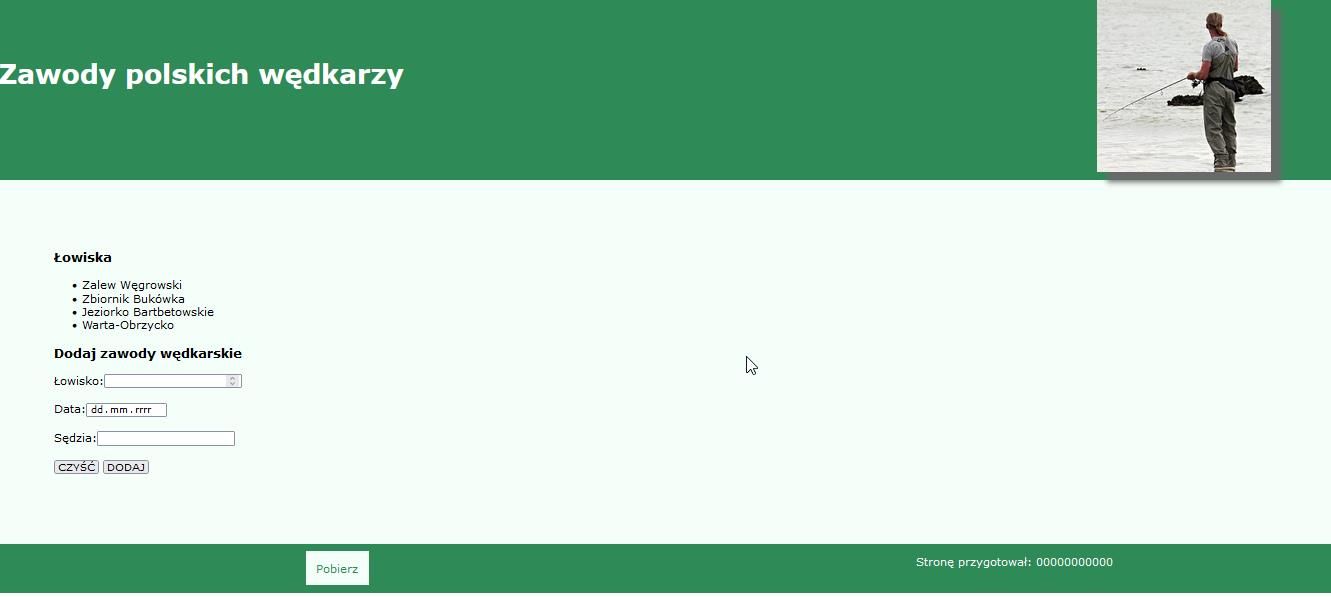 Zawody polskich wędkarzy
Łowiska
Zalew Węgrowski
Zbiornik Bukówka
Jeziorko Bartbetowskie
Warta-Obrzycko
Dodaj zawody wędkarskie
Łowisko:
Data: dd.mm.rrrr
Sędzia:
CZYŚĆ DODAJ
Pobierz
Stronę przygotował: 00000000000